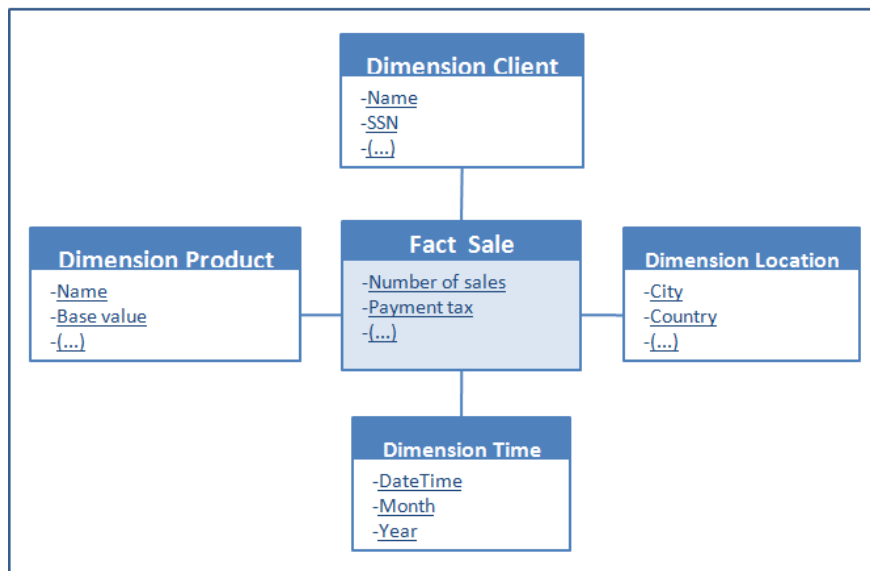 Dimension Client
-Name
-SSN
-(...)
Dimension Product
-Name
-Base value
-(...)
Fact Sale
-Number of sales
-Payment tax
-(...)
Dimension Location
-City
-Country
-(...)
Dimension Time
-DateTime
-Month
-Year